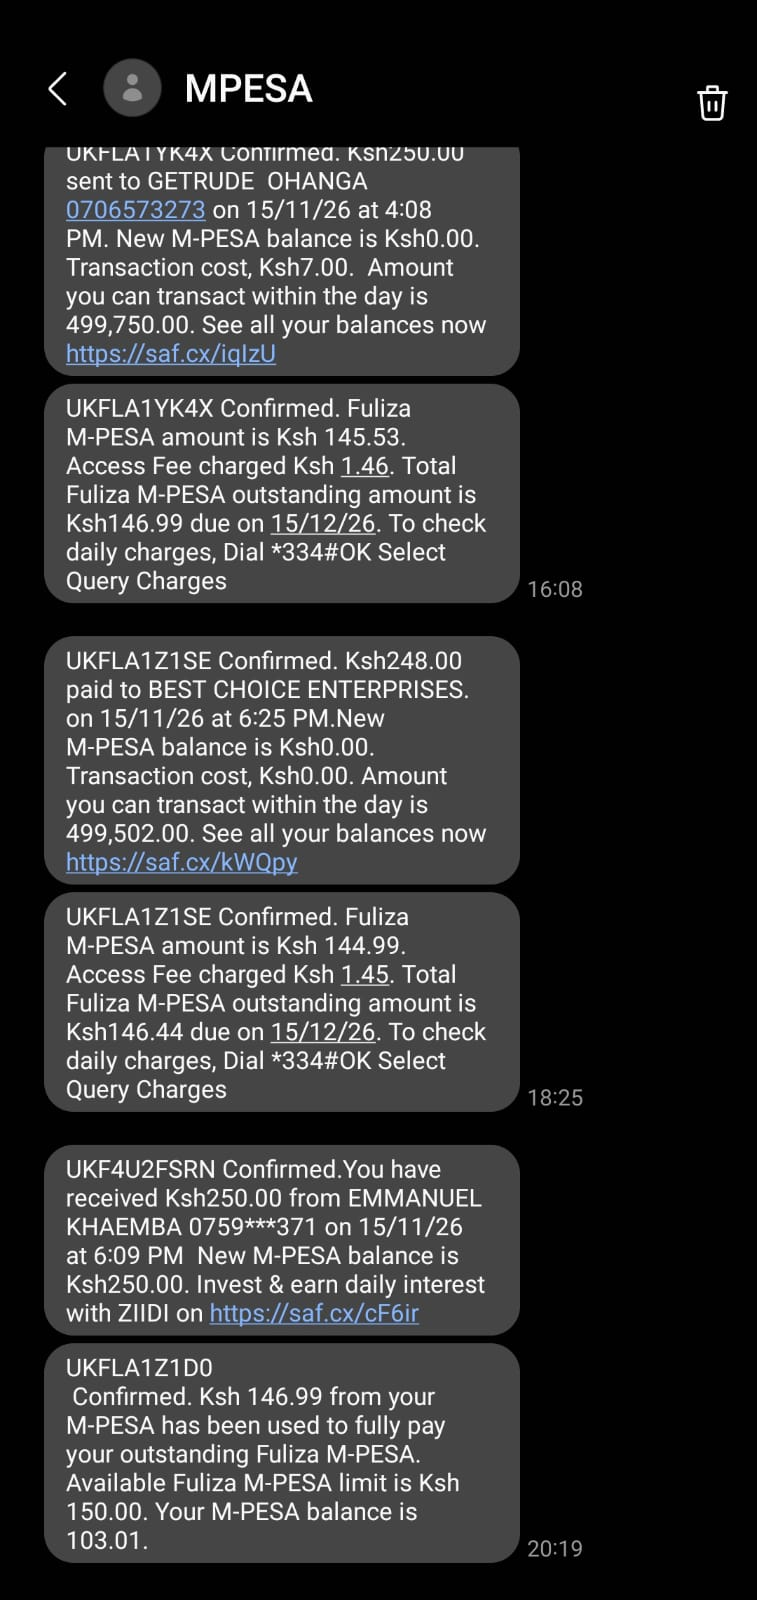 MPESA
UKFLA1YK4X Confirmed. Ksh250.00
sent to GETRUDE  OHANGA
0706573273 on 15/11/26 at 4:08
PM. New M-PESA balance is Ksh0.00.
Transaction cost, Ksh7.00.  Amount
you can transact within the day is
499,750.00. See all your balances now
https://saf.cx/iqIzU
UKFLA1YK4X Confirmed. Fuliza
M-PESA amount is Ksh 145.53.
Access Fee charged Ksh 1.46. Total
Fuliza M-PESA outstanding amount is
Ksh146.99 due on 15/12/26. To check
daily charges, Dial *334#OK Select
Query Charges
16:08
UKFLA1Z1SE Confirmed. Ksh248.00
paid to BEST CHOICE ENTERPRISES.
on 15/11/26 at 6:25 PM.New
M-PESA balance is Ksh0.00.
Transaction cost, Ksh0.00. Amount
you can transact within the day is
499,502.00. See all your balances now
https://saf.cx/kWQpy
UKFLA1Z1SE Confirmed. Fuliza
M-PESA amount is Ksh 144.99.
Access Fee charged Ksh 1.45. Total
Fuliza M-PESA outstanding amount is
Ksh146.44 due on 15/12/26. To check
daily charges, Dial *334#OK Select
Query Charges
18:25
UKF4U2FSRN Confirmed.You have
received Ksh250.00 from EMMANUEL
KHAEMBA 0759***371 on 15/11/26
at 6:09 PM  New M-PESA balance is
Ksh250.00. Invest & earn daily interest
with ZIIDI on https://saf.cx/cF6ir
UKFLA1Z1D0
Confirmed. Ksh 146.99 from your
M-PESA has been used to fully pay
your outstanding Fuliza M-PESA.
Available Fuliza M-PESA limit is Ksh
150.00. Your M-PESA balance is
103.01.
20:19